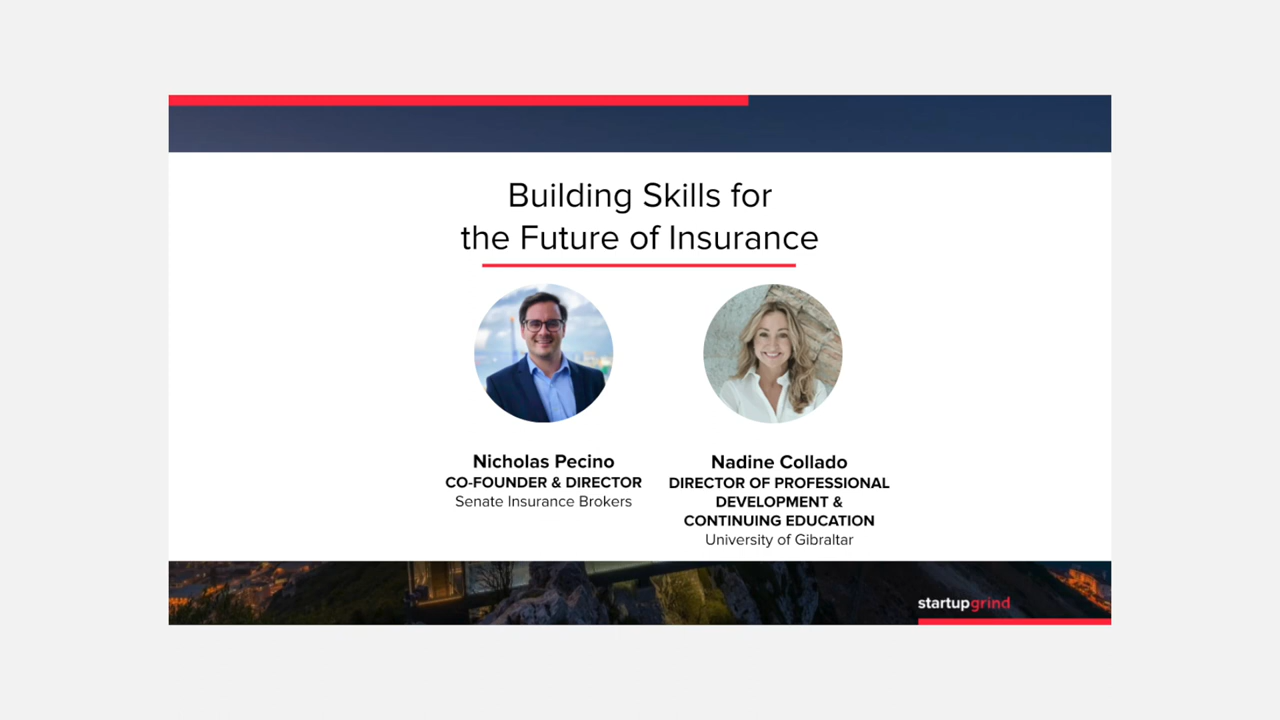 Building Skills for
the Future of Insurance
Nicholas Pecino
CO-FOUNDER & DIRECTOR
Senate Insurance Brokers
Nadine Collado
DIRECTOR OF PROFESSIONAL
DEVELOPMENT &
CONTINUING EDUCATION
University of Gibraltar
startupgrind